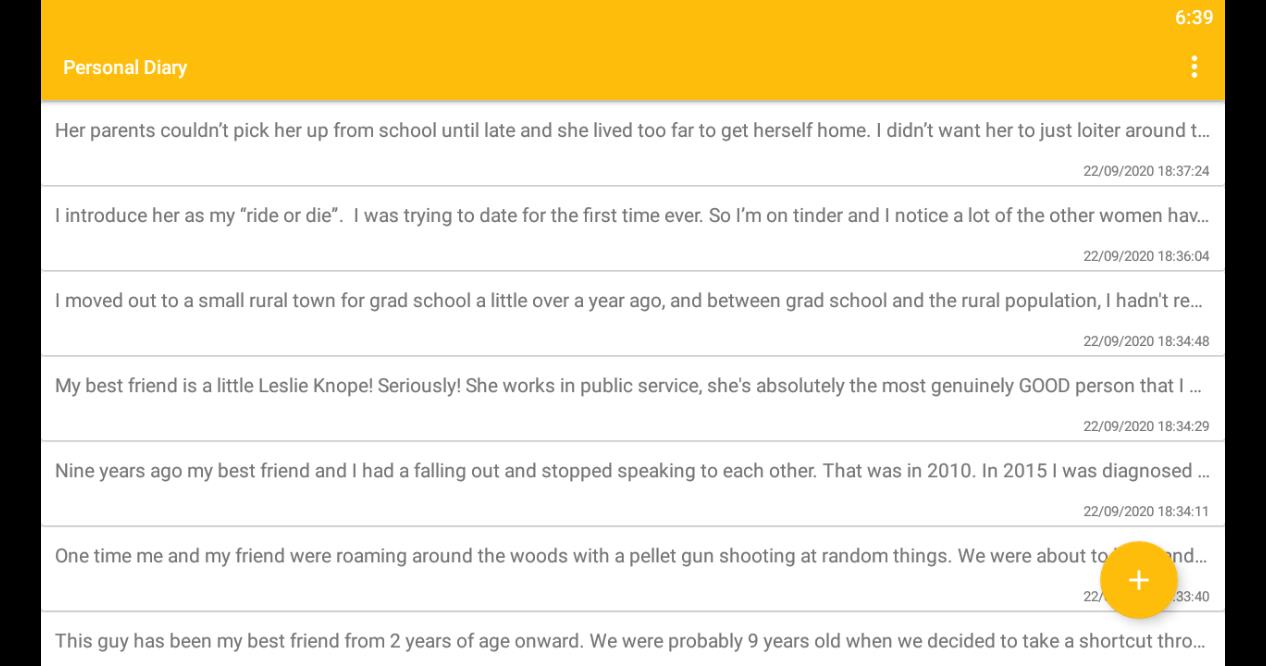 6:39
Personal Diary
Her parents couldn’t pick her up from school until late and she lived too far to get herself home. I didn’t want her to just loiter around t...
22/09/2020 18:37:24
I introduce her as my “ride or die”.  I was trying to date for the first time ever. So I’m on tinder and I notice a lot of the other women hav...
22/09/2020 18:36:04
I moved out to a small rural town for grad school a little over a year ago, and between grad school and the rural population, I hadn't re...
22/09/2020 18:34:48
My best friend is a little Leslie Knope! Seriously! She works in public service, she's absolutely the most genuinely GOOD person that I ...
22/09/2020 18:34:29
Nine years ago my best friend and I had a falling out and stopped speaking to each other. That was in 2010. In 2015 I was diagnosed ...
22/09/2020 18:34:11
One time me and my friend were roaming around the woods with a pellet gun shooting at random things. We were about to
22/ :33:40
This guy has been my best friend from 2 years of age onward. We were probably 9 years old when we decided to take a shortcut thro...